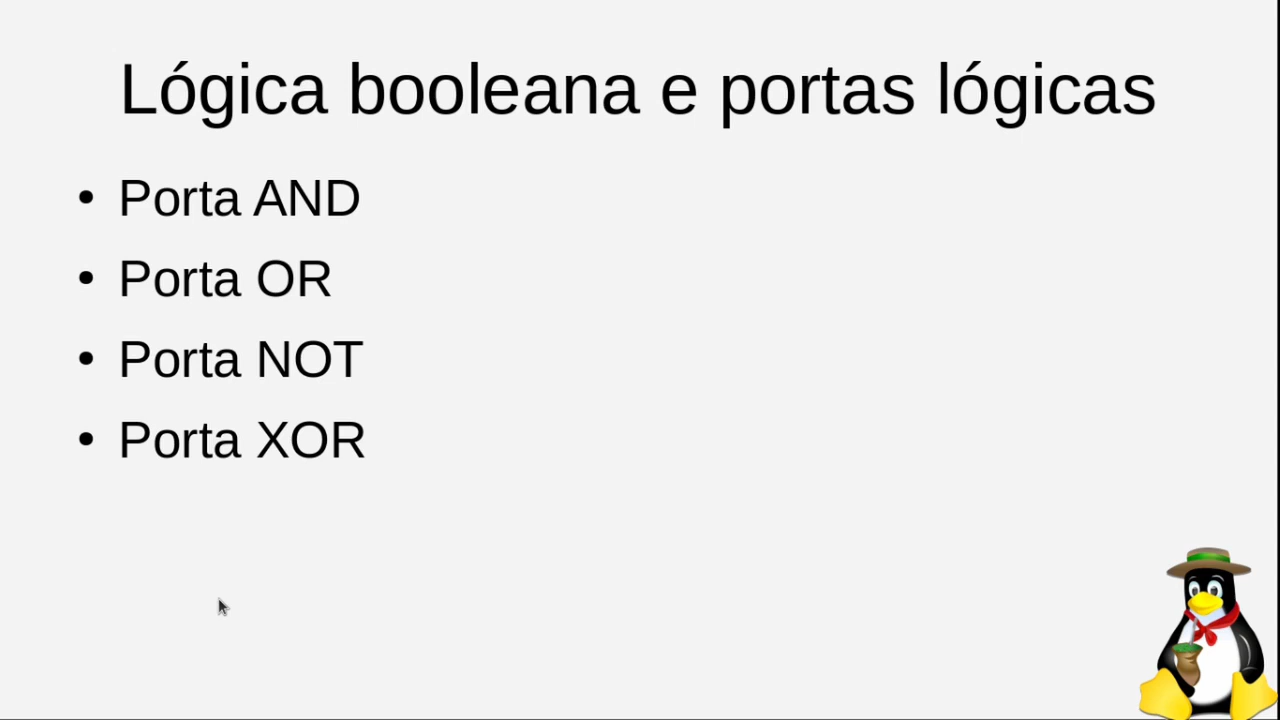 Lógica booleana e portas lógicas
• Porta AND
• Porta OR
• Porta NOT
• Porta XOR